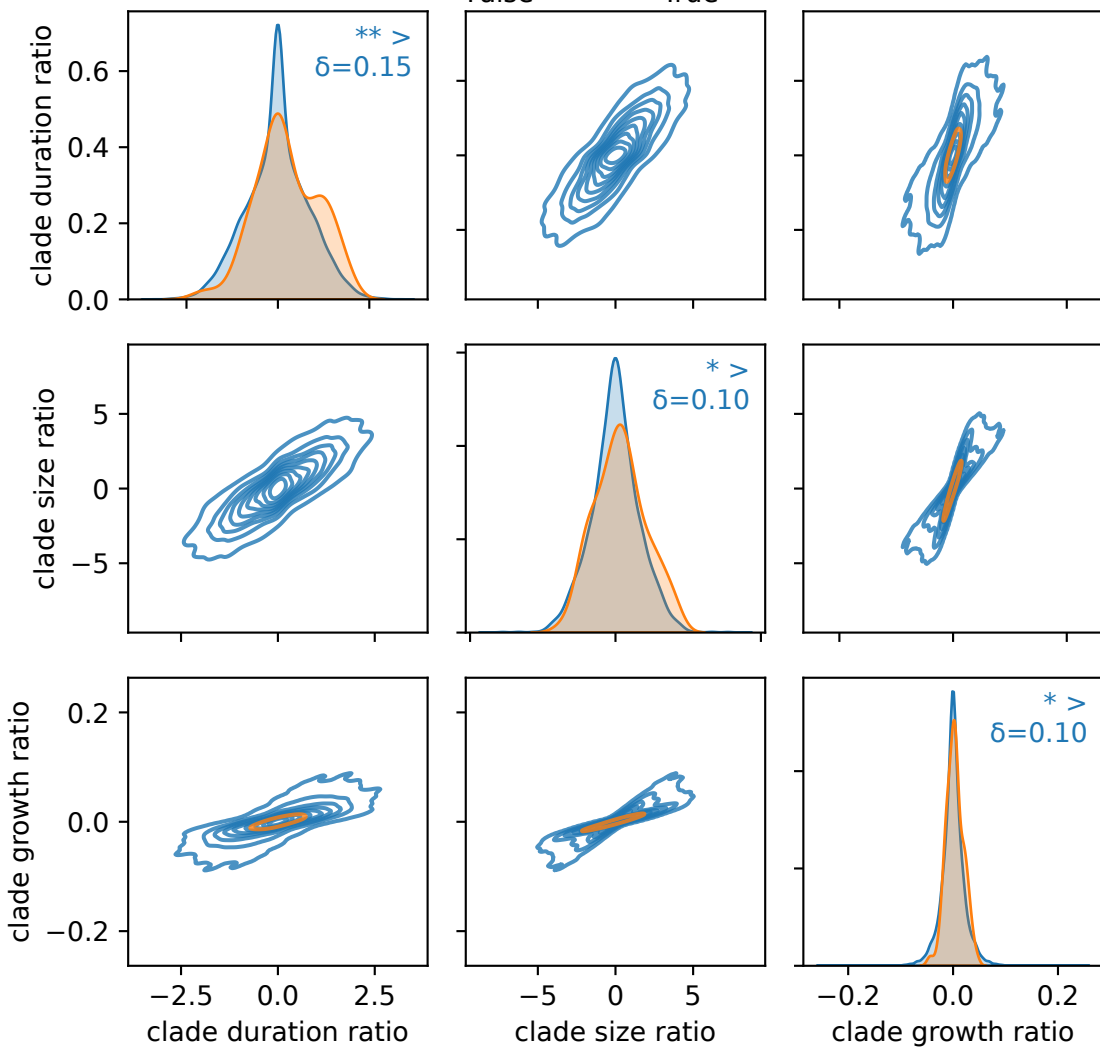 raise True
** >
δ=0.15
clade duration ratio
0.6
0.4
0.2
0.0
* >
δ=0.10
clade size ratio
5
0
−5
* >
δ=0.10
clade growth ratio
0.2
0.0
−0.2
−2.5 0.0 2.5 −5 0 5 −0.2 0.0 0.2
clade duration ratio clade size ratio clade growth ratio